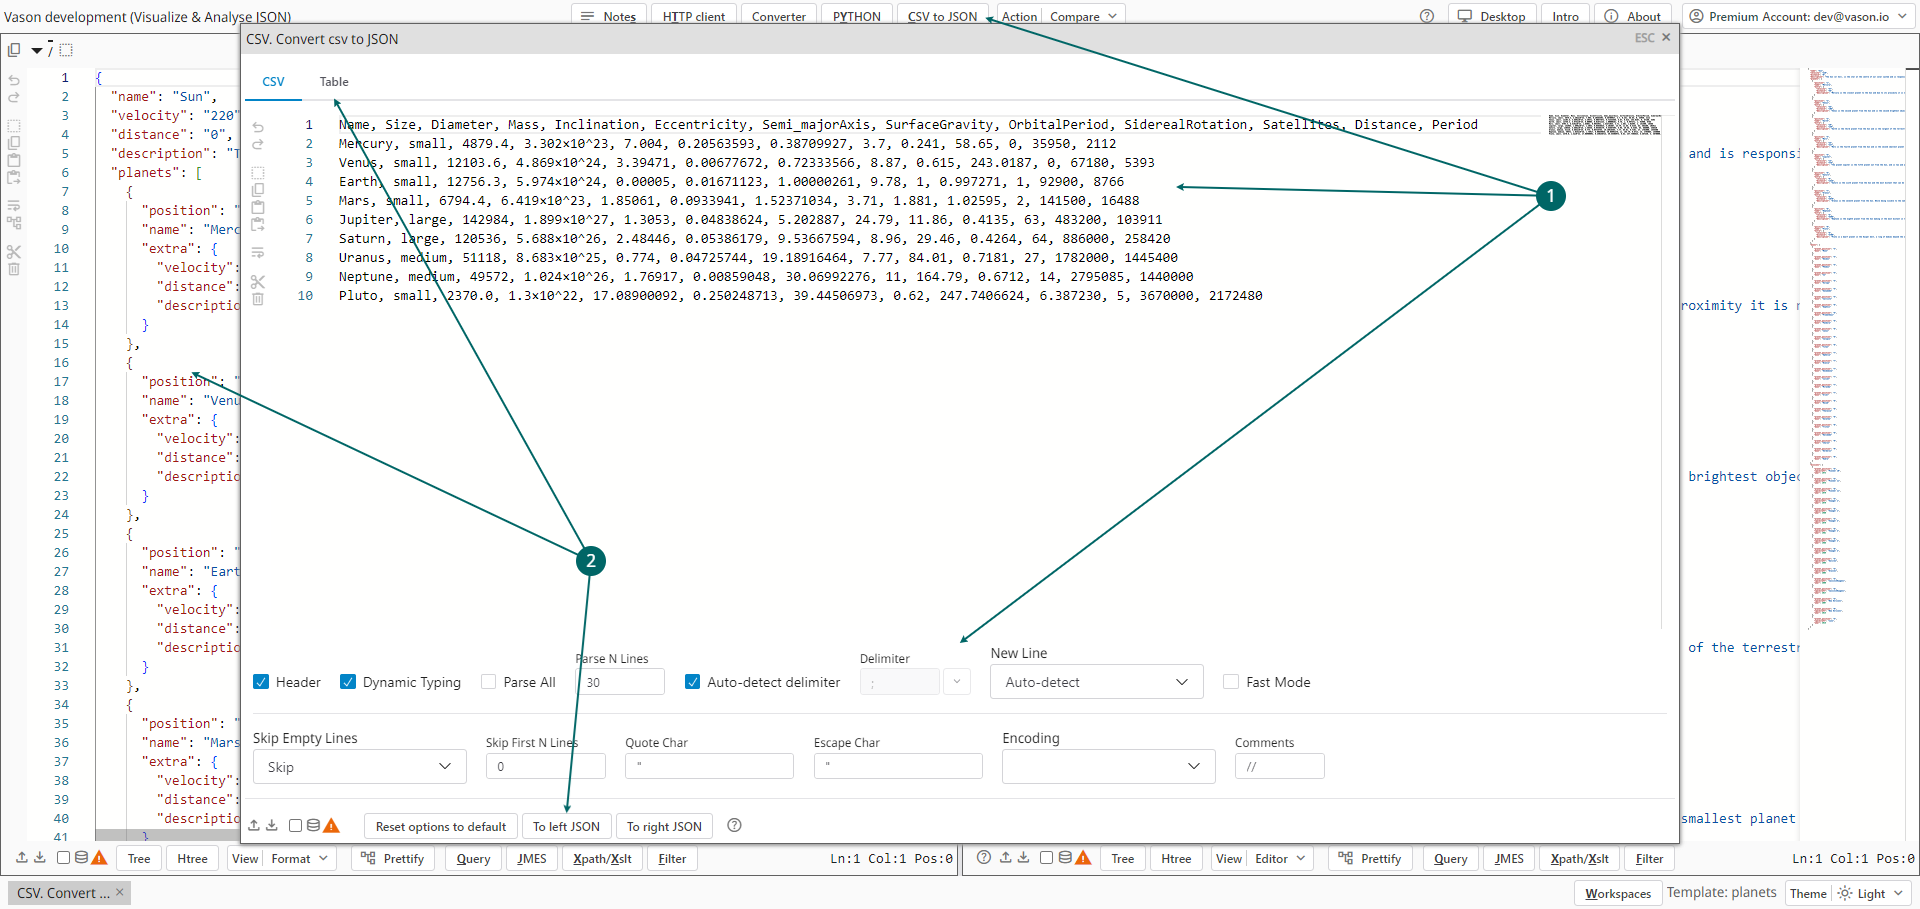 Vason development (Visualize & Analyse JSON)
Notes
HTTP client
Converter
PYTHON
CSV to JSON
Action
Compare
Desktop
Intro
About
Premium Account: dev@vason.io
CSV. Convert csv to JSON
ESC
CSV
Table
1 Name, Size, Diameter, Mass, Inclination, Eccentricity, Semi_majorAxis, SurfaceGravity, OrbitalPeriod, SiderealRotation, Satellites, Distance, Period
2 Mercury, small, 4879.4, 3.302×10^23, 7.004, 0.20563593, 0.38709927, 3.7, 0.241, 58.65, 0, 35950, 2112
3 Venus, small, 12103.6, 4.869×10^24, 3.39471, 0.00677672, 0.72333566, 8.87, 0.615, 243.0187, 0, 67180, 5393
4 Earth, small, 12756.3, 5.974×10^24, 0.00005, 0.01671123, 1.00000261, 9.78, 1, 0.997271, 1, 92900, 8766
5 Mars, small, 6794.4, 6.419×10^23, 1.85061, 0.0933941, 1.52371034, 3.71, 1.881, 1.02595, 2, 141500, 16488
6 Jupiter, large, 142984, 1.899×10^27, 1.3053, 0.04838624, 5.202887, 24.79, 11.86, 0.4135, 63, 483200, 103911
7 Saturn, large, 120536, 5.688×10^26, 2.48446, 0.05386179, 9.53667594, 8.96, 29.46, 0.4264, 64, 886000, 258420
8 Uranus, medium, 51118, 8.683×10^25, 0.774, 0.04725744, 19.18916464, 7.77, 84.01, 0.7181, 27, 1782000, 1445400
9 Neptune, medium, 49572, 1.024×10^26, 1.76917, 0.00859048, 30.06992276, 11, 164.79, 0.6712, 14, 2795085, 1440000
10 Pluto, small, 2370.0, 1.3×10^22, 17.08900092, 0.250248713, 39.44506973, 0.62, 247.7406624, 6.387230, 5, 3670000, 2172480
1
2
/
1 {
2 "name": "Sun",
3 "velocity": "220"
4 "distance": "0",
5 "description": "T
6 "planets": [
7 {
8 "position": "
9 "name": "Merc
10 "extra": {
11 "velocity":
12 "distance":
13 "descriptio
14 }
15 },
16 {
17 "position": "
18 "name": "Venu
19 "extra": {
20 "velocity":
21 "distance":
22 "descriptio
23 }
24 },
25 {
26 "position": "
27 "name": "Eart
28 "extra": {
29 "velocity":
30 "distance":
31 "descriptio
32 }
33 },
34 {
35 "position": "
36 "name": "Mars
37 "extra": {
38 "velocity":
39 "distance":
40 "descriptio
41 }
and is responsi
roximity it is r
brightest objec
of the terrestr
smallest planet
Header
Dynamic Typing
Parse All
Parse N Lines
30
Auto-detect delimiter
Delimiter
;
New Line
Auto-detect
Fast Mode
Skip Empty Lines
Skip
Skip First N Lines
0
Quote Char
"
Escape Char
"
Encoding
Comments
//
Reset options to default
To left JSON
To right JSON
Tree
Htree
View
Format
Prettify
Query
JMES
Xpath/Xslt
Filter
Ln:1 Col:1 Pos:0
Tree
Htree
View
Editor
Prettify
Query
JMES
Xpath/Xslt
Filter
Ln:1 Col:1 Pos:0
CSV. Convert ...
Workspaces
Template: planets
Theme
Light